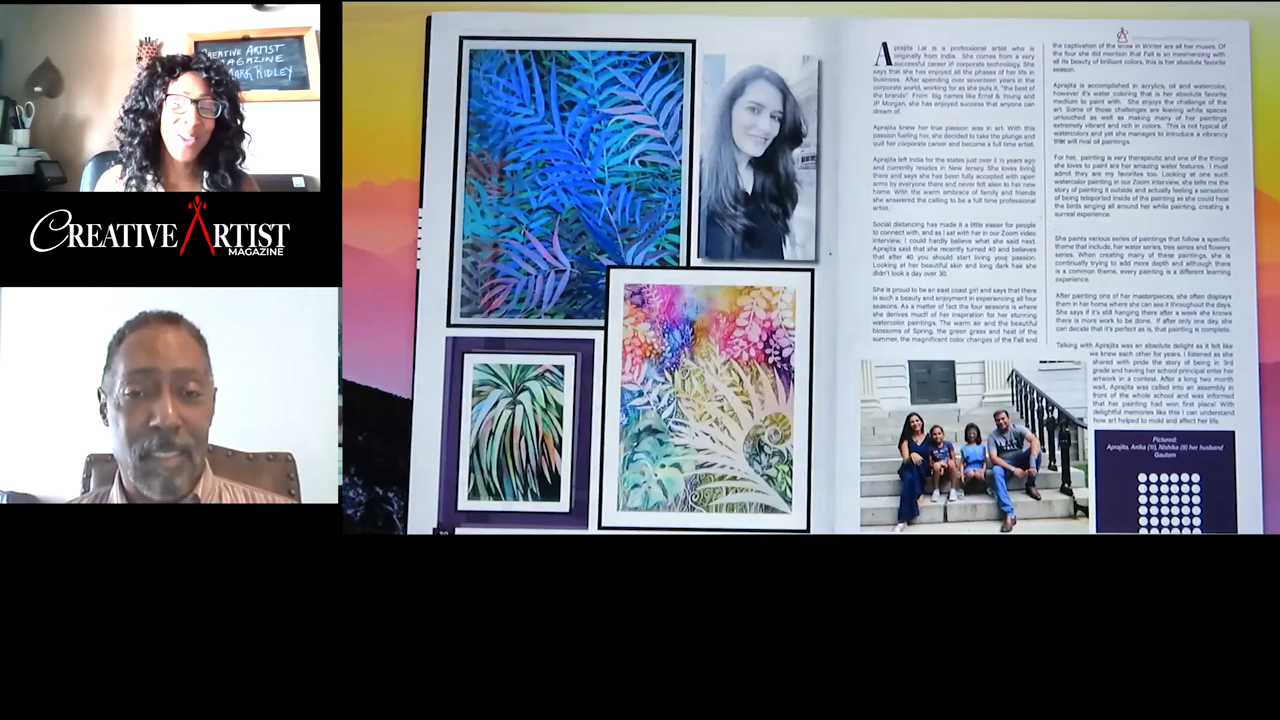 CREATIVE ARTIST
MAGAZINE
MARK RIDLEY
CREATIVE ARTIST
MAGAZINE
Aprajita Lal is a professional artist who is
originally from India. She comes from a very
successful career in corporate technology. She
says that she has enjoyed all the phases of her life in
business. After spending over seventeen years in the
corporate world, working for as she puts it, "the best of
the brands" From big names like Ernst & Young and
JP Morgan, she has enjoyed success that anyone can
dream of.
Aprajita knew her true passion was in art. With this
passion fueling her, she decided to take the plunge and
quit her corporate career and become a full time artist.
Aprajita left India for the states just over 2 ½ years ago
and currently resides in New Jersey. She loves living
there and says she has been fully accepted with open
arms by everyone there and never felt alien to her new
home. With the warm embrace of family and friends
she answered the calling to be a full time professional
artist.
Social distancing has made it a little easier for people
to connect with, and as I sat with her in our Zoom video
interview, I could hardly believe what she said next.
Aprajita said that she recently turned 40 and believes
that after 40 you should start living your passion.
Looking at her beautiful skin and long dark hair she
didn't look a day over 30.
She is proud to be an east coast girl and says that there
is such a beauty and enjoyment in experiencing all four
seasons. As a matter of fact the four seasons is where
she derives much of her inspiration for her stunning
watercolor paintings. The warm air and the beautiful
blossoms of Spring, the green grass and heat of the
summer, the magnificent color changes of the Fall and
the captivation of the snow in Winter are all her muses. Of
the four she did mention that Fall is so mesmerizing with
all its beauty of brilliant colors, this is her absolute favorite
season.
Aprajita is accomplished in acrylics, oil and watercolor,
however it's water coloring that is her absolute favorite
medium to paint with. She enjoys the challenge of the
art. Some of those challenges are leaving white spaces
untouched as well as making many of her paintings
extremely vibrant and rich in colors. This is not typical of
watercolors and yet she manages to introduce a vibrancy
that will rival oil paintings.
For her, painting is very therapeutic and one of the things
she loves to paint are her amazing water features. I must
admit they are my favorites too. Looking at one such
watercolor painting in our Zoom interview, she tells me the
story of painting it outside and actually feeling a sensation
of being teleported inside of the painting as she could hear
the birds singing all around her while painting, creating a
surreal experience.
She paints various series of paintings that follow a specific
theme that include, her water series, tree series and flowers
series. When creating many of these paintings, she is
continually trying to add more depth and although there
is a common theme, every painting is a different learning
experience.
After painting one of her masterpieces, she often displays
them in her home where she can see it throughout the days.
She says if it's still hanging there after a week she knows
there is more work to be done. If after only one day, she
can decide that it's perfect as is, that painting is complete.
Talking with Aprajita was an absolute delight as it felt like
we knew each other for years. I listened as she
shared with pride the story of being in 3rd
grade and having her school principal enter her
artwork in a contest. After a long two month
wait, Aprajita was called into an assembly in
front of the whole school and was informed
that her painting had won first place! With
delightful memories like this I can understand
how art helped to mold and affect her life.
Pictured:
Aprajita, Anika (11), Nishika (9) her husband
Gautam